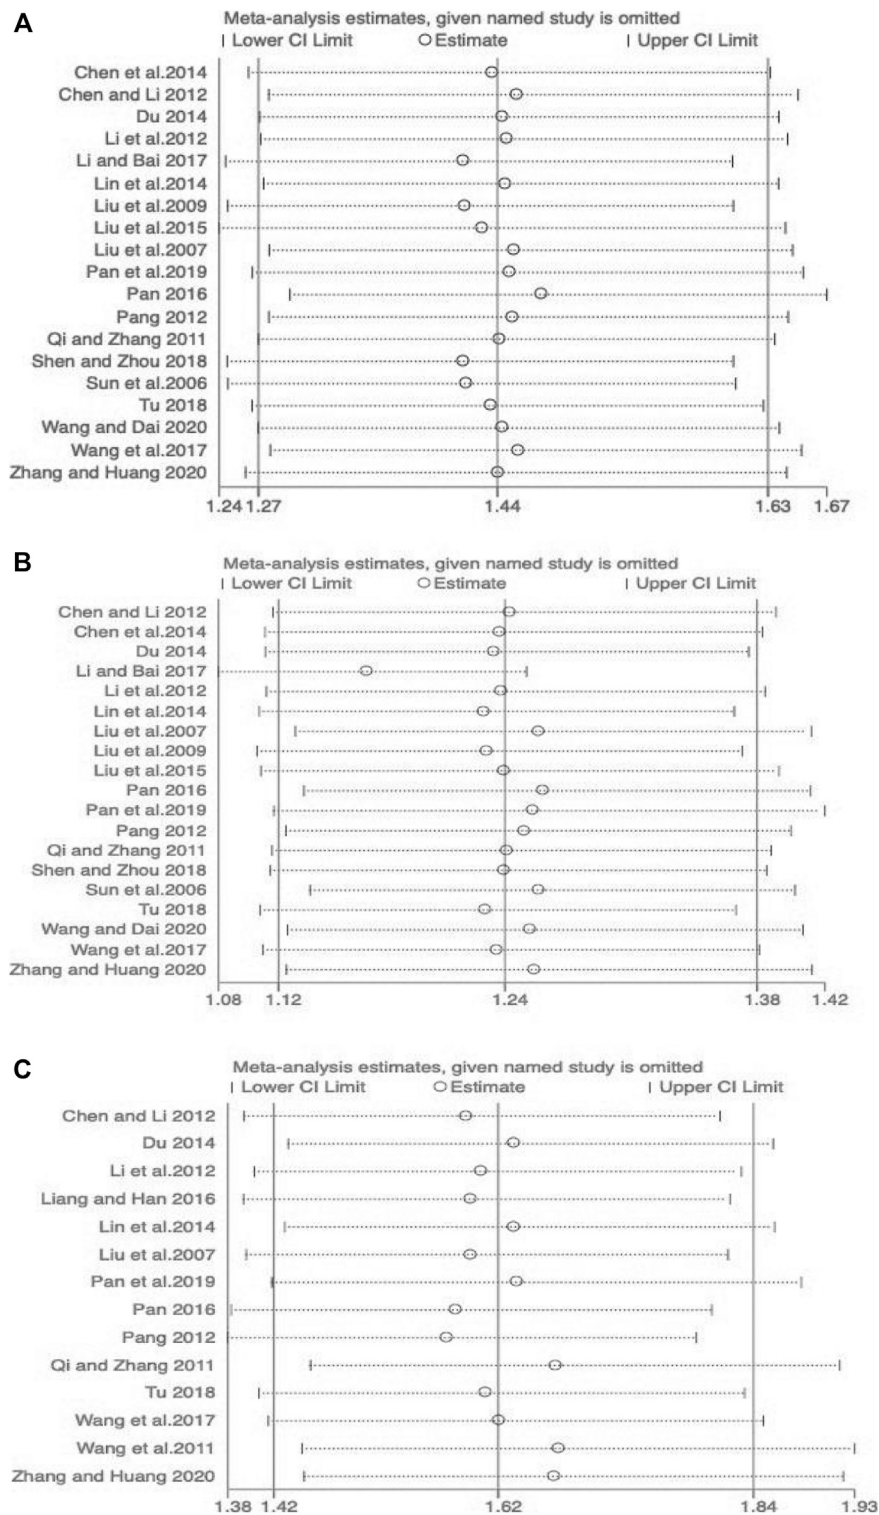 A
Meta-analysis estimates, given named study is omitted
| Lower CI Limit ○ Estimate | Upper CI Limit
Chen et al.2014
Chen and Li 2012
Du 2014
Li et al.2012
Li and Bai 2017
Lin et al.2014
Liu et al.2009
Liu et al.2015
Liu et al.2007
Pan et al.2019
Pan 2016
Pang 2012
Qi and Zhang 2011
Shen and Zhou 2018
Sun et al.2006
Tu 2018
Wang and Dai 2020
Wang et al.2017
Zhang and Huang 2020
1.24 1.27 1.44 1.63 1.67
B
Meta-analysis estimates, given named study is omitted
| Lower CI Limit ○ Estimate | Upper CI Limit
Chen and Li 2012
Chen et al.2014
Du 2014
Li and Bai 2017
Li et al.2012
Lin et al.2014
Liu et al.2007
Liu et al.2009
Liu et al.2015
Pan 2016
Pan et al.2019
Pang 2012
Qi and Zhang 2011
Shen and Zhou 2018
Sun et al.2006
Tu 2018
Wang and Dai 2020
Wang et al.2017
Zhang and Huang 2020
1.08 1.12 1.24 1.38 1.42
C
Meta-analysis estimates, given named study is omitted
| Lower CI Limit ○ Estimate | Upper CI Limit
Chen and Li 2012
Du 2014
Li et al.2012
Liang and Han 2016
Lin et al.2014
Liu et al.2007
Pan et al.2019
Pan 2016
Pang 2012
Qi and Zhang 2011
Tu 2018
Wang et al.2017
Wang et al.2011
Zhang and Huang 2020
1.38 1.42 1.62 1.84 1.93